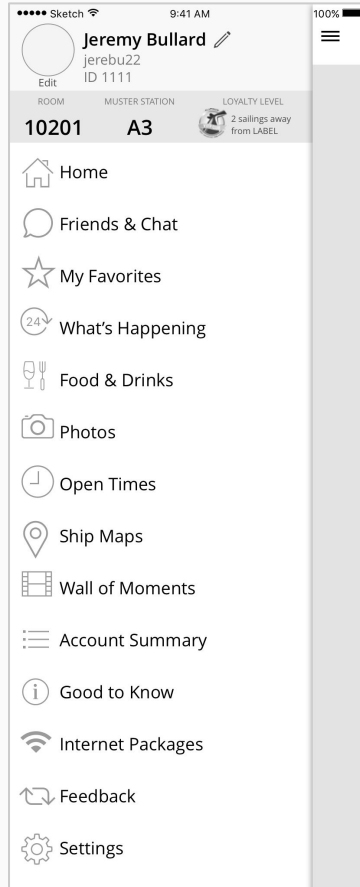 Sketch 9:41 AM 100%
Jeremy Bullard
jerebu22
ID 1111
Edit
ROOM MUSTER STATION LOYALTY LEVEL
10201 A3 2 sailings away
from LABEL
Home
Friends & Chat
My Favorites
24 What's Happening
Food & Drinks
Photos
Open Times
Ship Maps
Wall of Moments
Account Summary
i Good to Know
Internet Packages
Feedback
Settings